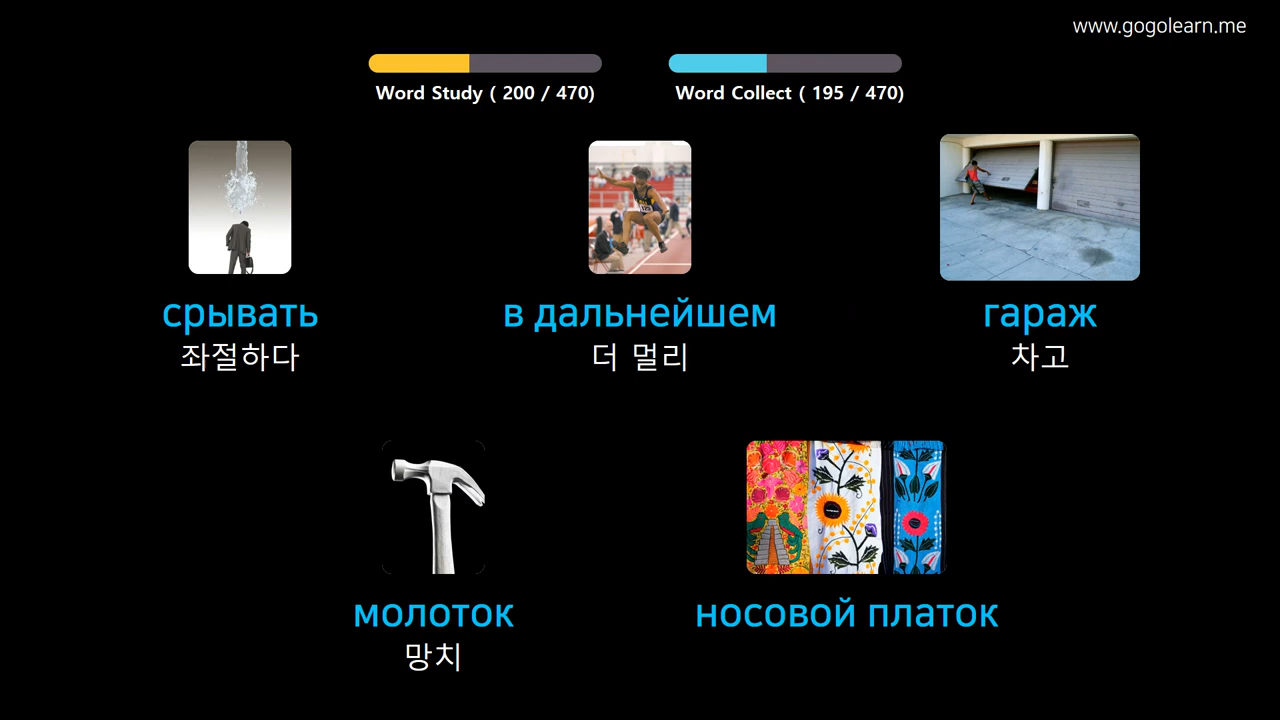 www.gogolearn.me
Word Study ( 200 / 470)
Word Collect ( 195 / 470)
срывать
좌절하다
в дальнейшем
더 멀리
гараж
차고
молоток
망치
носовой платок